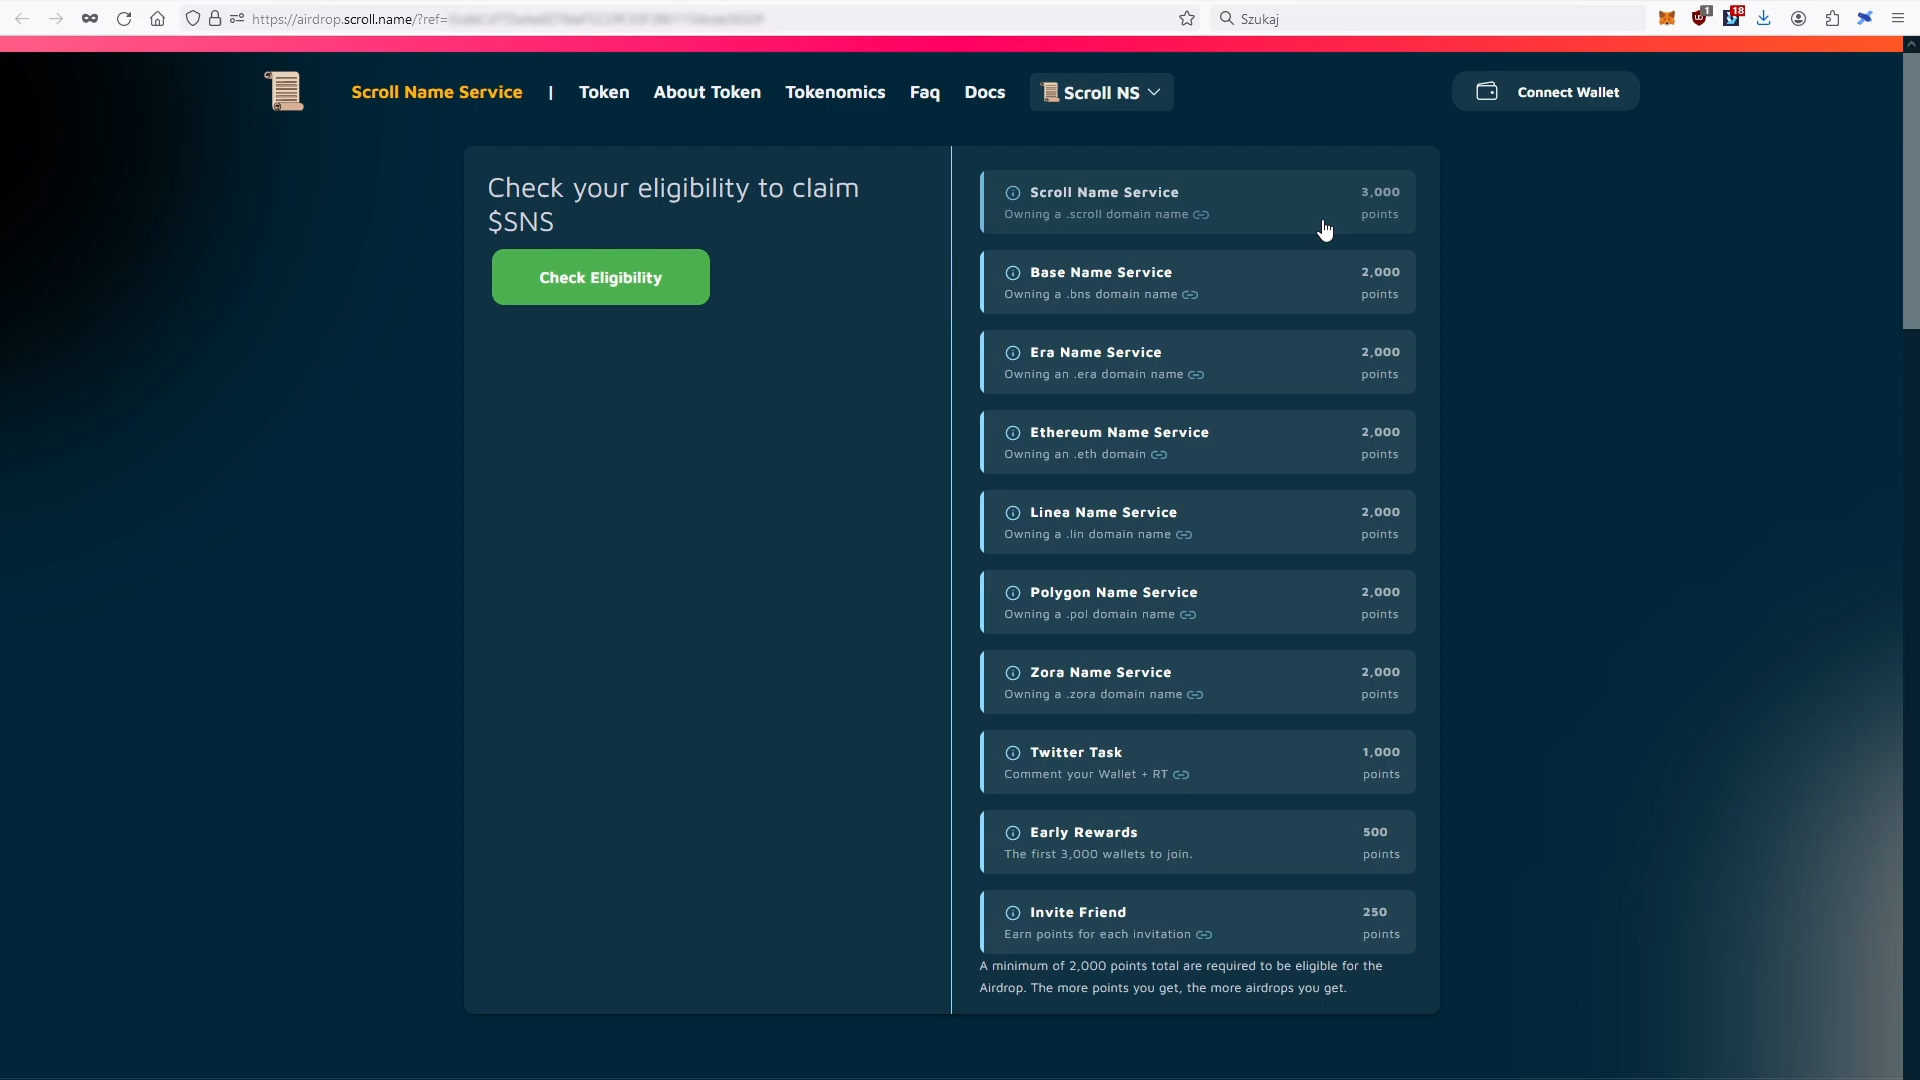 https://airdrop.scroll.name/?ref=
Szukaj
1
18
Scroll Name Service | Token About Token Tokenomics Faq Docs Scroll NS Connect Wallet
Check your eligibility to claim
$SNS
Check Eligibility
Scroll Name Service 3,000
Owning a .scroll domain name points
Base Name Service 2,000
Owning a .bns domain name points
Era Name Service 2,000
Owning an .era domain name points
Ethereum Name Service 2,000
Owning an .eth domain points
Linea Name Service 2,000
Owning a .lin domain name points
Polygon Name Service 2,000
Owning a .pol domain name points
Zora Name Service 2,000
Owning a .zora domain name points
Twitter Task 1,000
Comment your Wallet + RT points
Early Rewards 500
The first 3,000 wallets to join. points
Invite Friend 250
Earn points for each invitation points
A minimum of 2,000 points total are required to be eligible for the
Airdrop. The more points you get, the more airdrops you get.